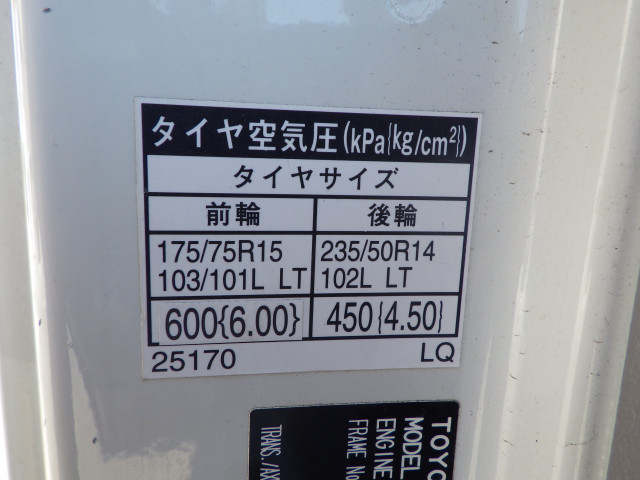 タイヤ空気圧(kPa{kg/cm²})
タイヤサイズ
前輪 後輪
175/75R15 235/50R14
103/101L LT 102L LT
600{6.00} 450{4.50}
25170 LQ
MODEL
ENGINE
FRAME No
TRANS./AX